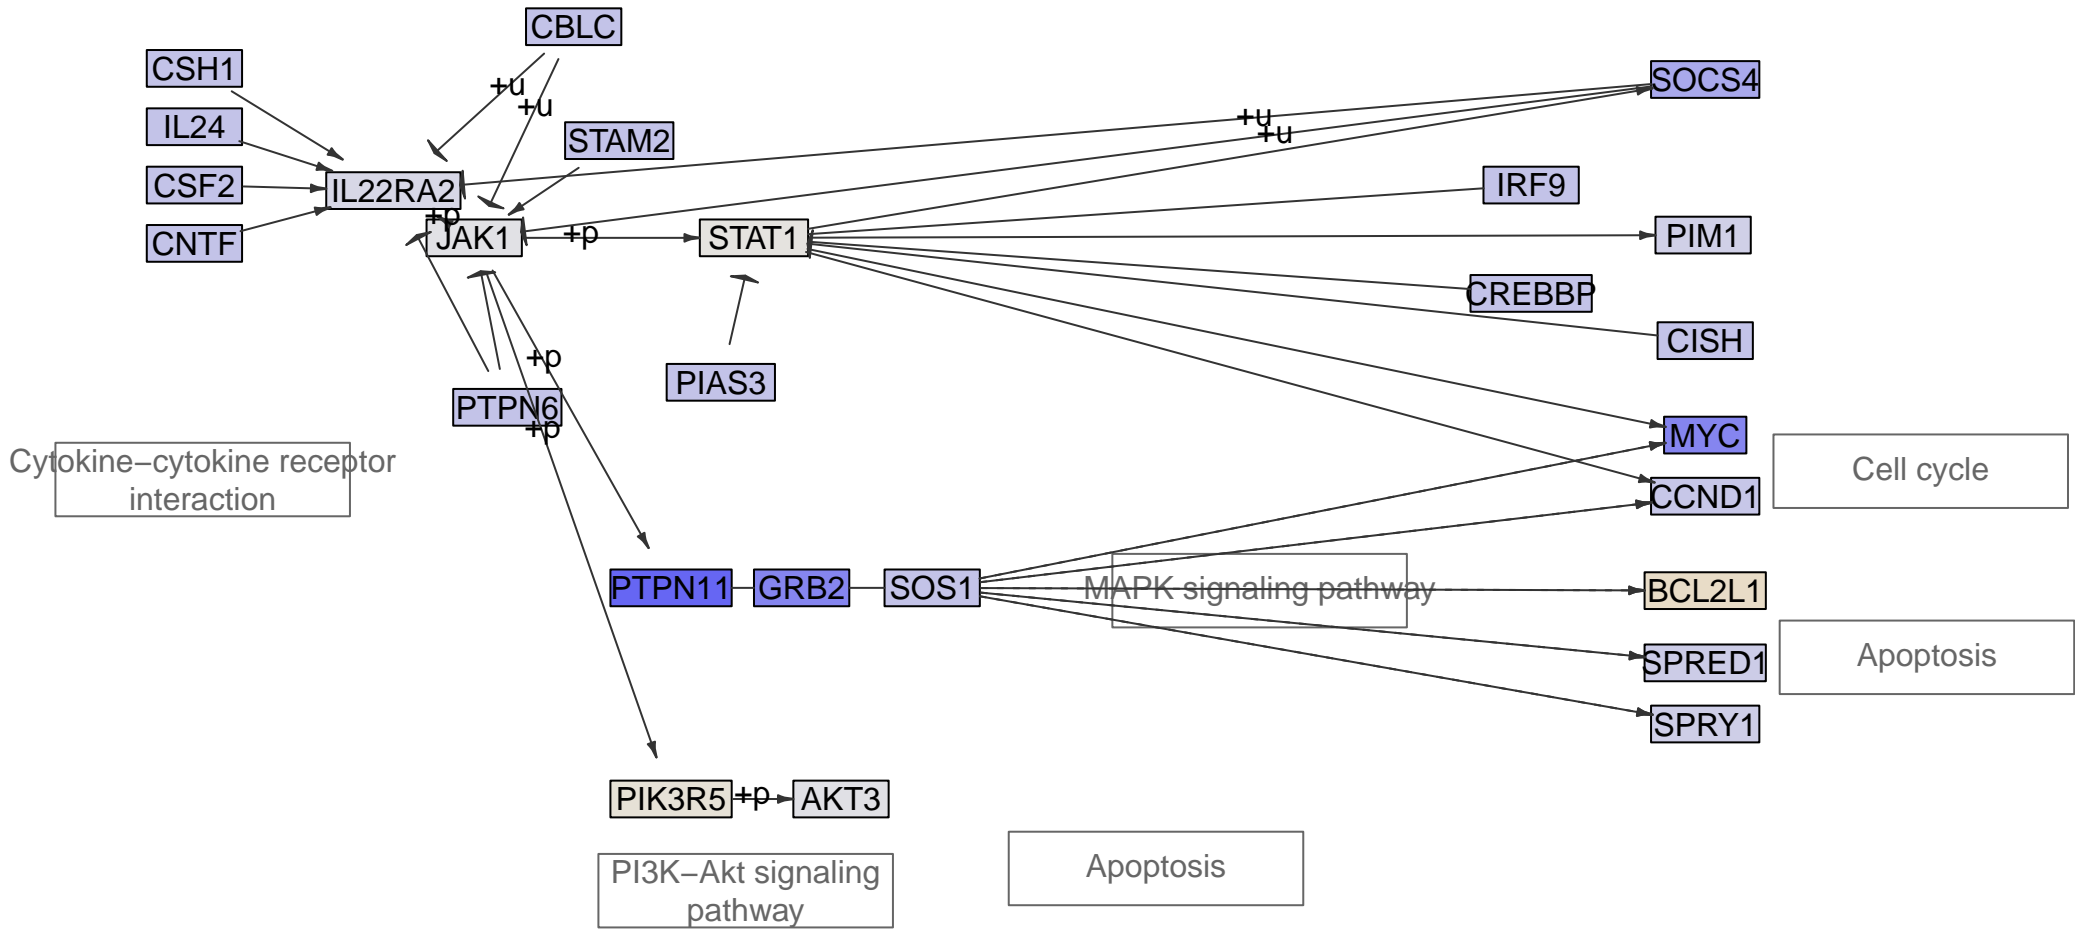 CBLC
CSH1
SOCS4
+u
+u
+u
IL24
+u
STAM2
CSF2
IL22RA2
IRF9
+p
CNTF
JAK1
+p
STAT1
PIM1
CREBBP
CISH
+p
PIAS3
PTPN6
+p
MYC
Cytokine−cytokine receptor
interaction
Cell cycle
CCND1
PTPN11
GRB2
SOS1
MAPK signaling pathway
BCL2L1
SPRED1
Apoptosis
SPRY1
PIK3R5
+p
AKT3
PI3K−Akt signaling
pathway
Apoptosis